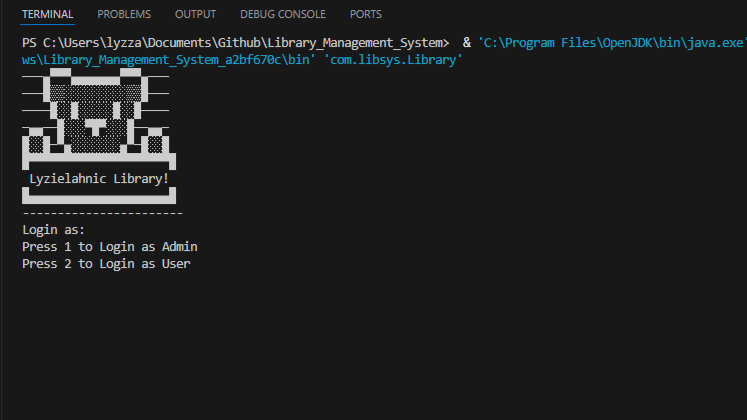 TERMINAL PROBLEMS OUTPUT DEBUG CONSOLE PORTS
PS C:\Users\lyzza\Documents\Github\Library_Management_System> & 'C:\Program Files\OpenJDK\bin\java.exe'
ws\Library_Management_System_a2bf670c\bin' 'com.libsys.Library'
Lyzielahnic Library!
-----------------------
Login as:
Press 1 to Login as Admin
Press 2 to Login as User